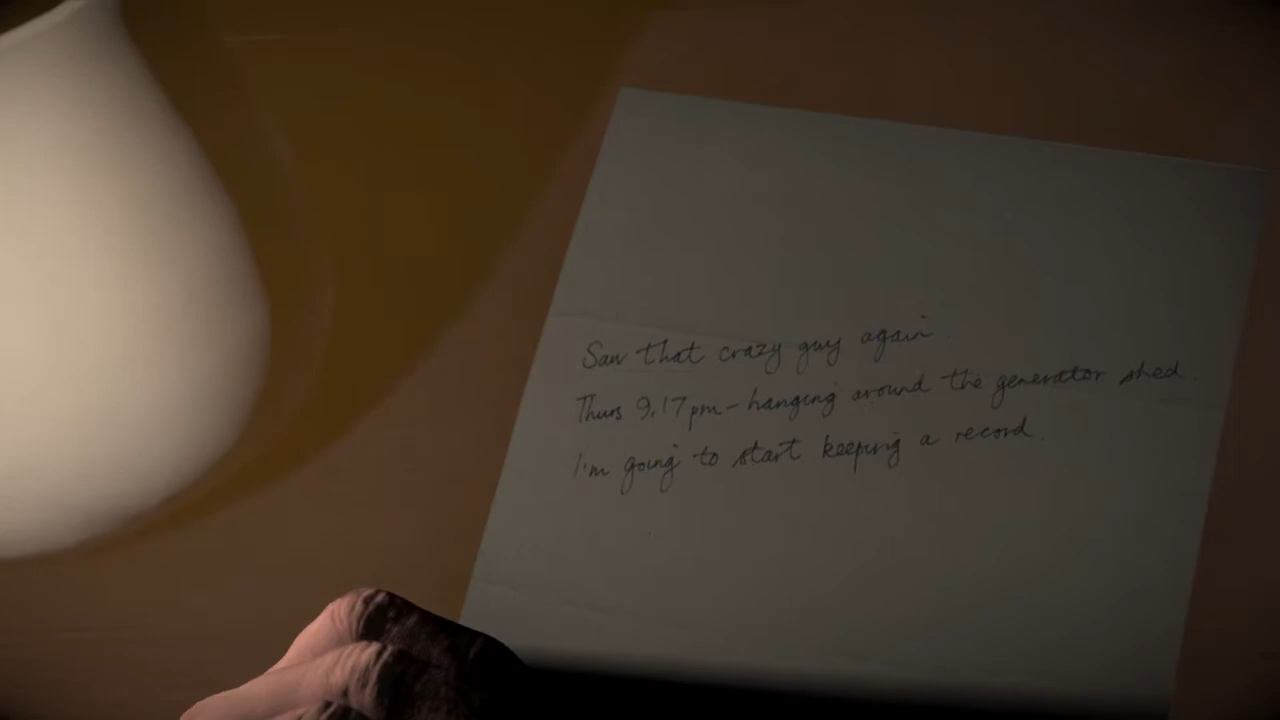 Saw that crazy guy again
Thurs 9.17pm - hanging around the generator shed.
I'm going to start keeping a record.